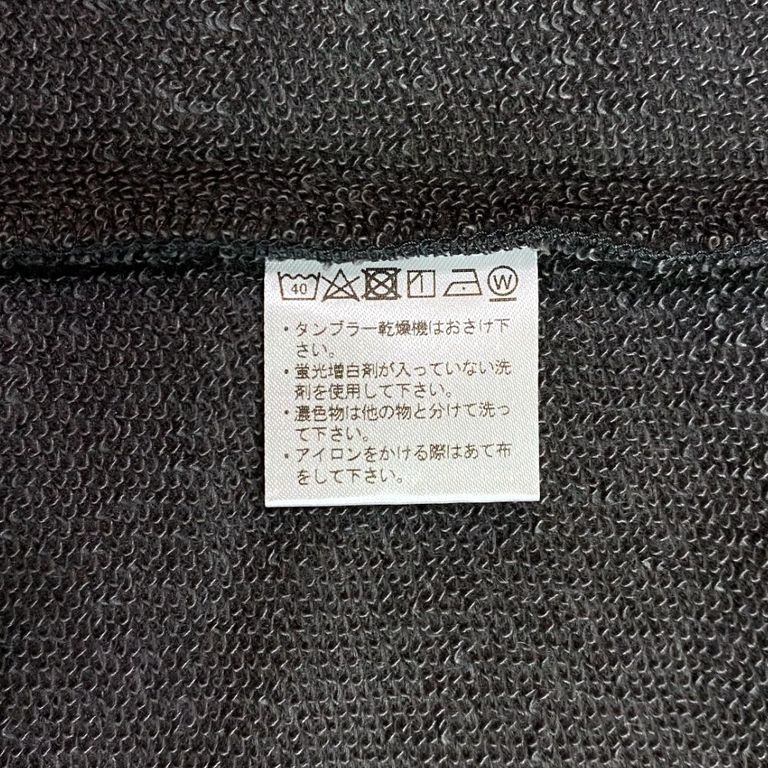 40 W
・タンブラー乾燥機はおさけ下
さい。
・蛍光増白剤が入っていない洗
剤を使用して下さい。
・濃色物は他の物と分けて洗っ
て下さい。
・アイロンをかける際はあて布
をして下さい。